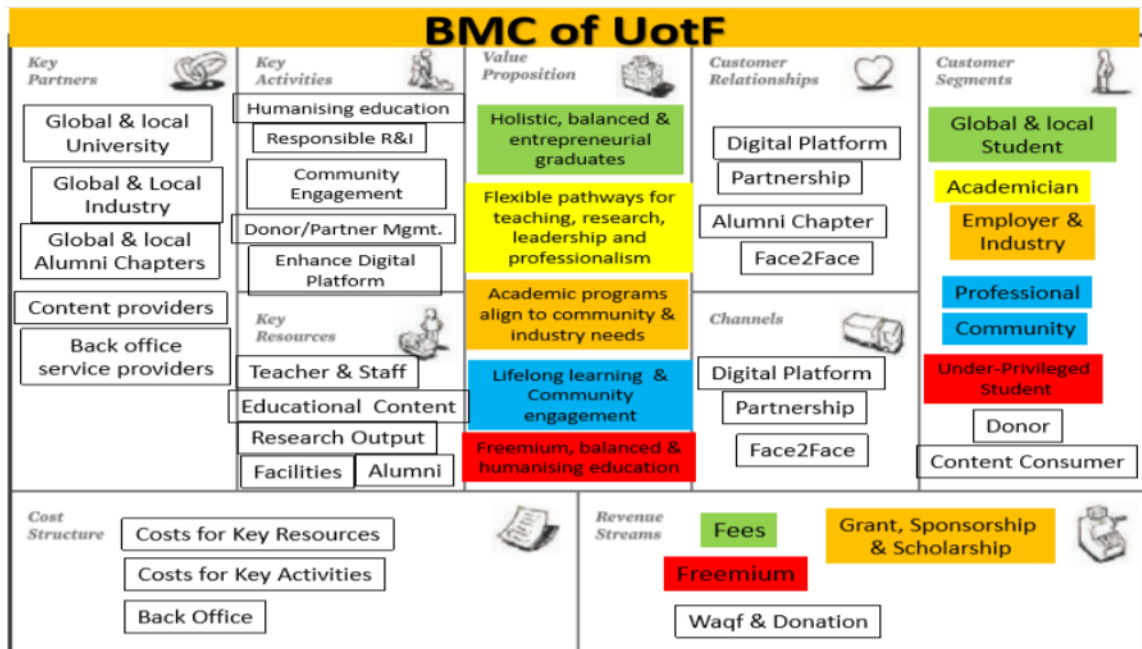 BMC of UotF
Key
Partners
Global & local
University
Global & Local
Industry
Global & local
Alumni Chapters
Content providers
Back office
service providers
Key
Activities
Humanising education
Responsible R&I
Community
Engagement
Donor/Partner Mgmt.
Enhance Digital
Platform
Key
Resources
Teacher & Staff
Educational Content
Research Output
Facilities
Alumni
Value
Proposition
Holistic, balanced &
entrepreneurial
graduates
Flexible pathways for
teaching, research,
leadership and
professionalism
Academic programs
align to community &
industry needs
Lifelong learning &
Community
engagement
Freemium, balanced &
humanising education
Customer
Relationships
Digital Platform
Partnership
Alumni Chapter
Face2Face
Channels
Digital Platform
Partnership
Face2Face
Customer
Segments
Global & local
Student
Academician
Employer &
Industry
Professional
Community
Under-Privileged
Student
Donor
Content Consumer
Cost
Structure
Costs for Key Resources
Costs for Key Activities
Back Office
Revenue
Streams
Fees
Grant, Sponsorship
& Scholarship
Freemium
Waqf & Donation